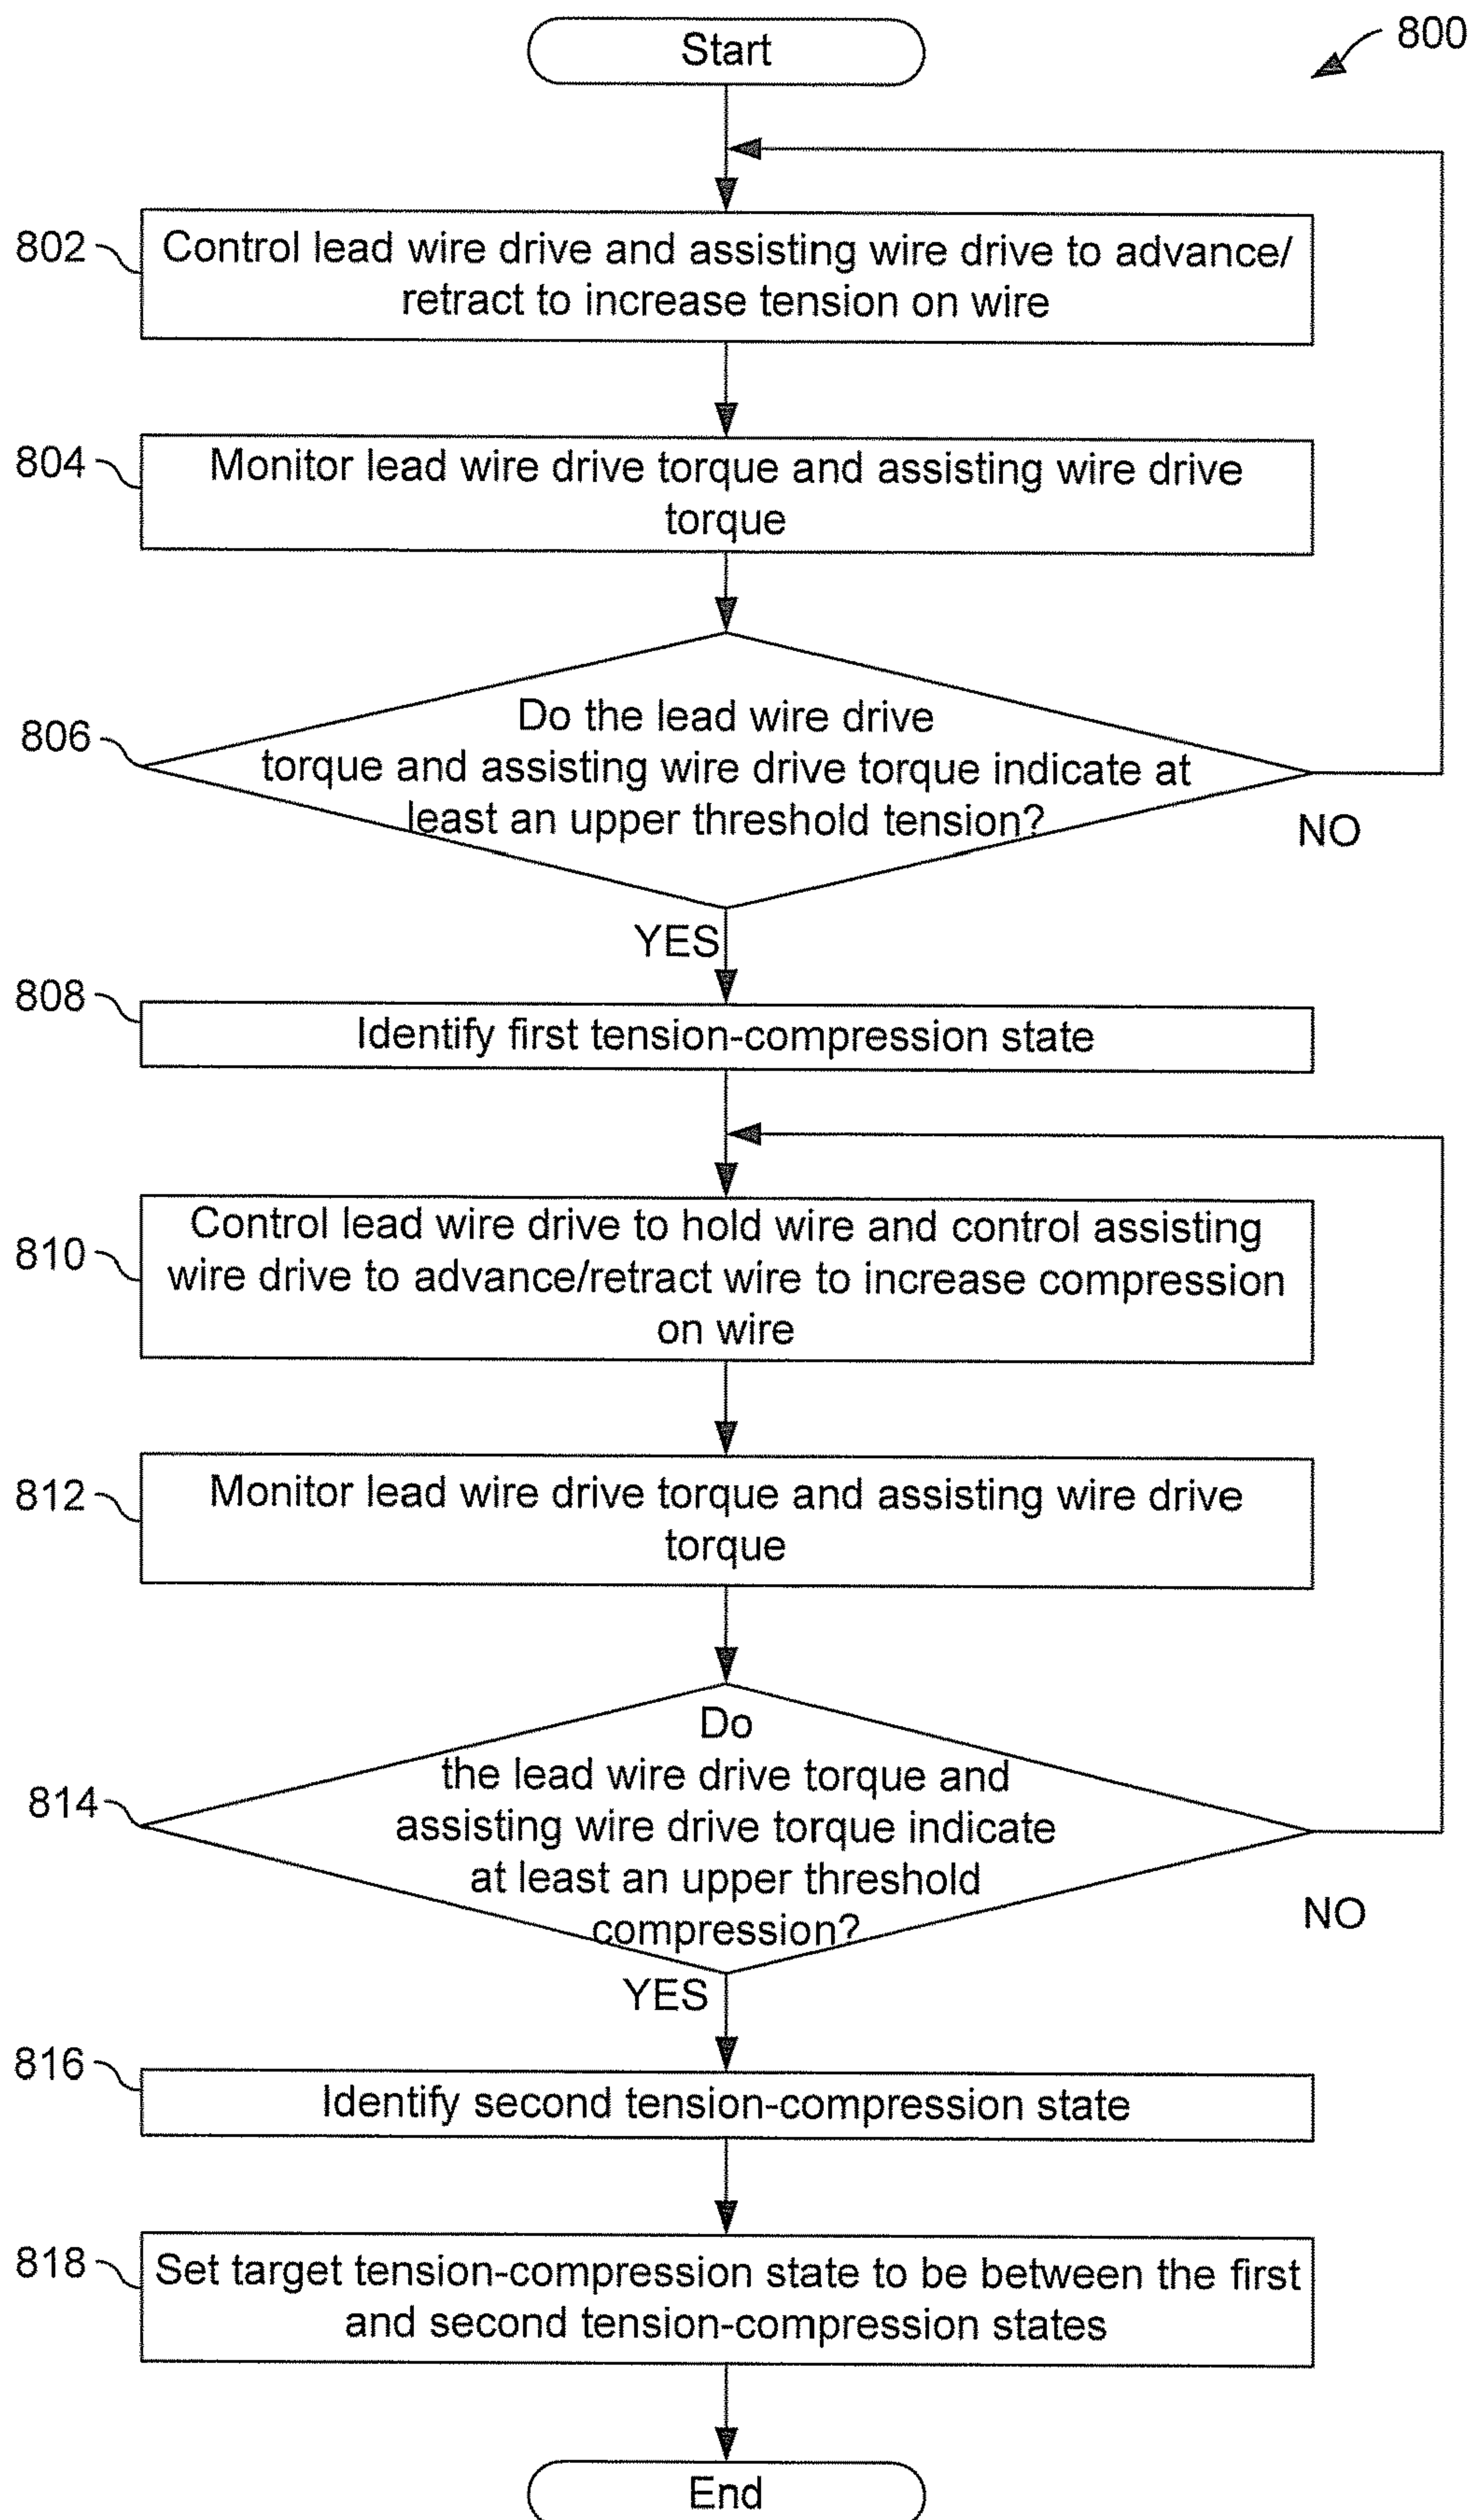 Start
800
802
Control lead wire drive and assisting wire drive to advance/
retract to increase tension on wire
804
Monitor lead wire drive torque and assisting wire drive
torque
806
Do the lead wire drive
torque and assisting wire drive torque indicate at
least an upper threshold tension?
NO
YES
808
Identify first tension-compression state
810
Control lead wire drive to hold wire and control assisting
wire drive to advance/retract wire to increase compression
on wire
812
Monitor lead wire drive torque and assisting wire drive
torque
814
Do
the lead wire drive torque and
assisting wire drive torque indicate
at least an upper threshold
compression?
NO
YES
816
Identify second tension-compression state
818
Set target tension-compression state to be between the first
and second tension-compression states
End